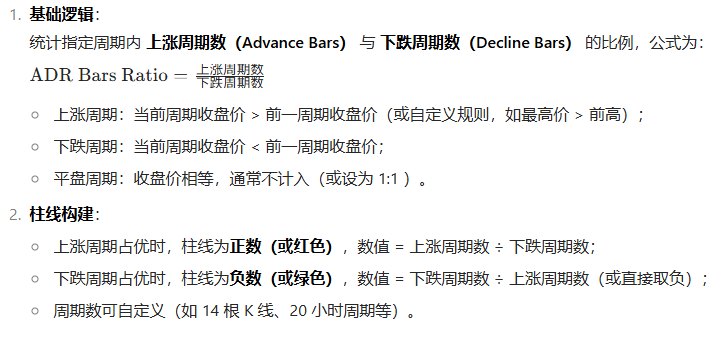 1. 基础逻辑：
统计指定周期内 上涨周期数（Advance Bars） 与 下跌周期数（Decline Bars） 的比例，公式为：
ADR Bars Ratio = 上涨周期数/下跌周期数
○ 上涨周期：当前周期收盘价 > 前一周期收盘价（或自定义规则，如最高价 > 前高）；
○ 下跌周期：当前周期收盘价 < 前一周期收盘价；
○ 平盘周期：收盘价相等，通常不计入（或设为 1:1 ）。
2. 柱线构建：
○ 上涨周期占优时，柱线为正数（或红色），数值 = 上涨周期数 ÷ 下跌周期数；
○ 下跌周期占优时，柱线为负数（或绿色），数值 = 下跌周期数 ÷ 上涨周期数（或直接取负）；
○ 周期数可自定义（如 14 根 K 线、20 小时周期等）。